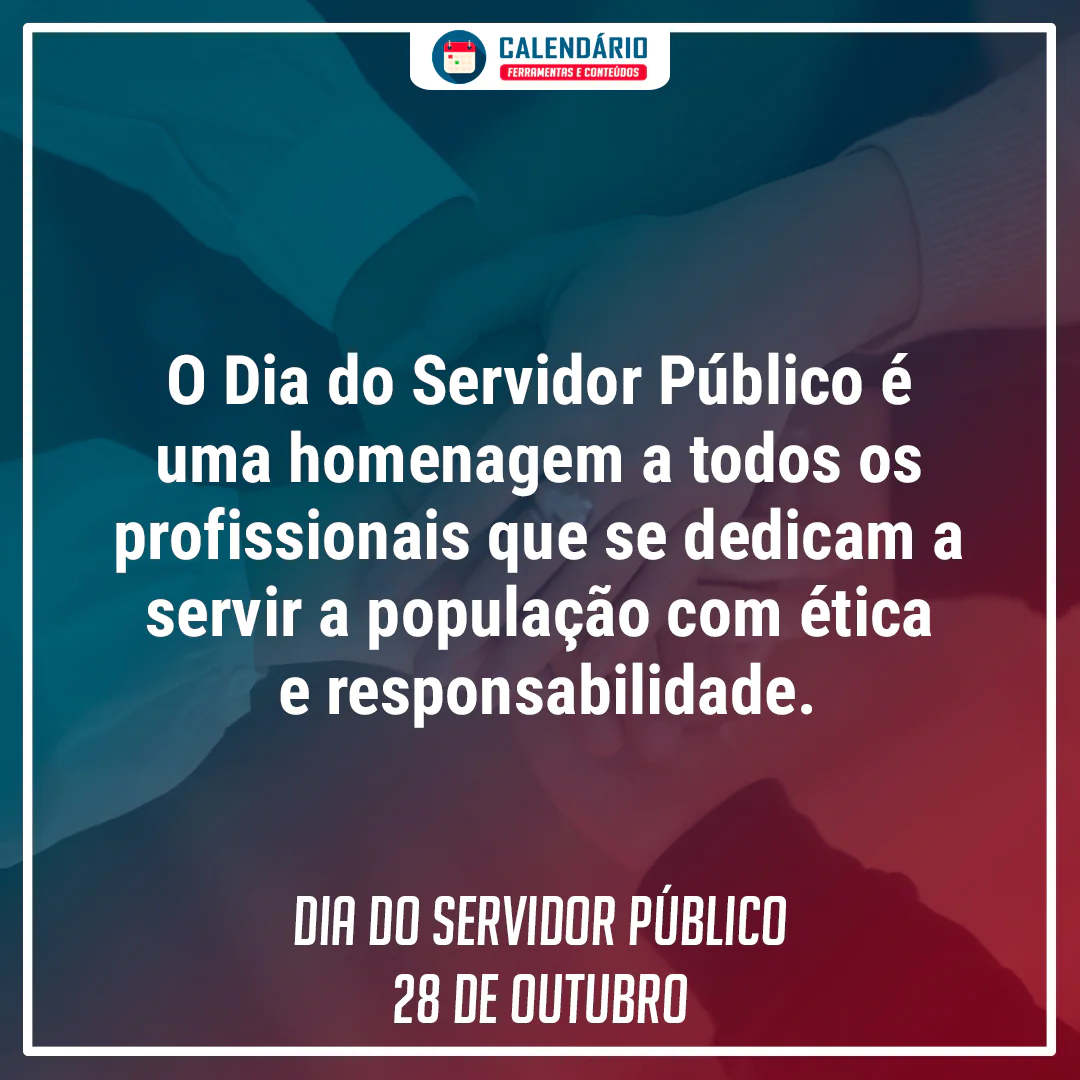 CALENDÁRIO
FERRAMENTAS E CONTEÚDOS
O Dia do Servidor Público é
uma homenagem a todos os
profissionais que se dedicam a
servir a população com ética
e responsabilidade.
DIA DO SERVIDOR PÚBLICO
28 DE OUTUBRO